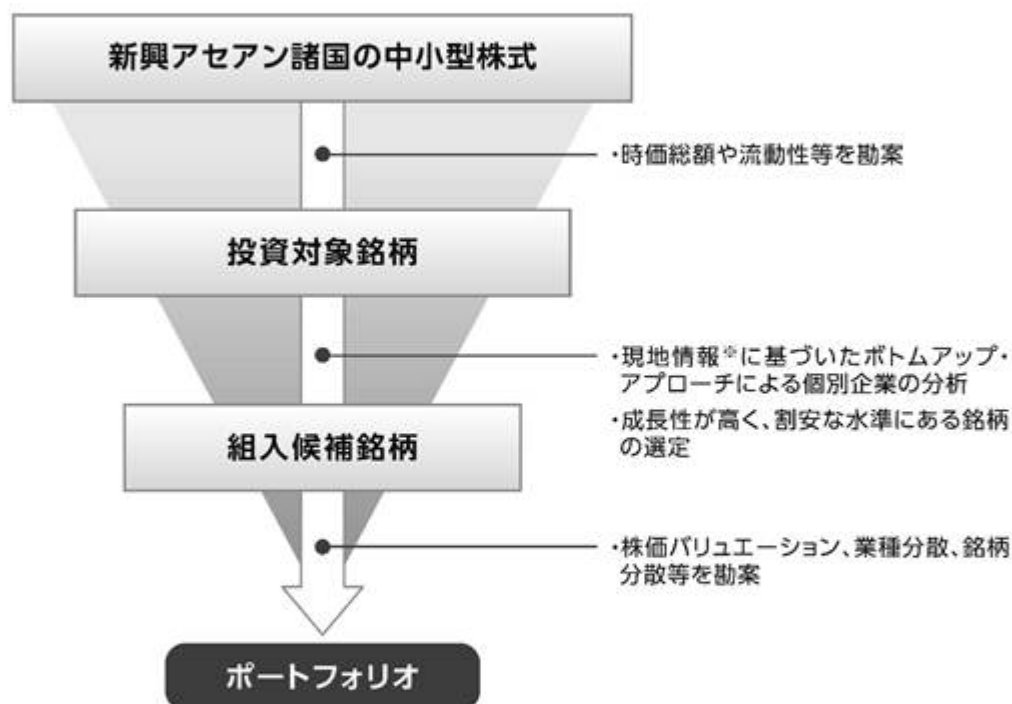 新興アセアン諸国の中小型株式
・時価総額や流動性等を勘案
投資対象銘柄
・現地情報※に基づいたボトムアップ・
アプローチによる個別企業の分析
・成長性が高く、割安な水準にある銘柄
の選定
組入候補銘柄
・株価バリュエーション、業種分散、銘柄
分散等を勘案
ポートフォリオ